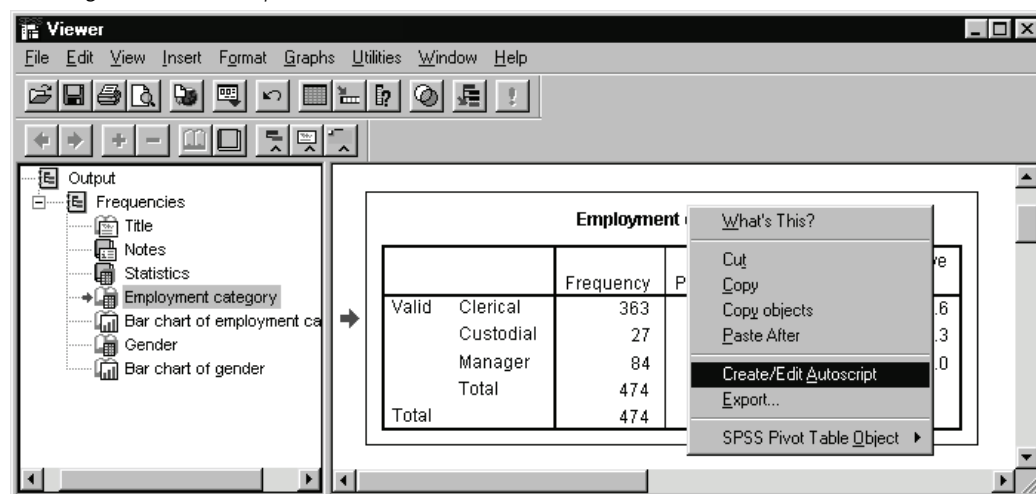 Viewer
File Edit View Insert Format Graphs Utilities Window Help
Output
Frequencies
Title
Notes
Statistics
Employment category
Bar chart of employment ca
Gender
Bar chart of gender
Employment
Frequency
Valid Clerical 363 .6
Custodial 27 .3
Manager 84 .0
Total 474
Total 474
What's This?
Cut
Copy
Copy objects
Paste After
Create/Edit Autoscript
Export...
SPSS Pivot Table Object